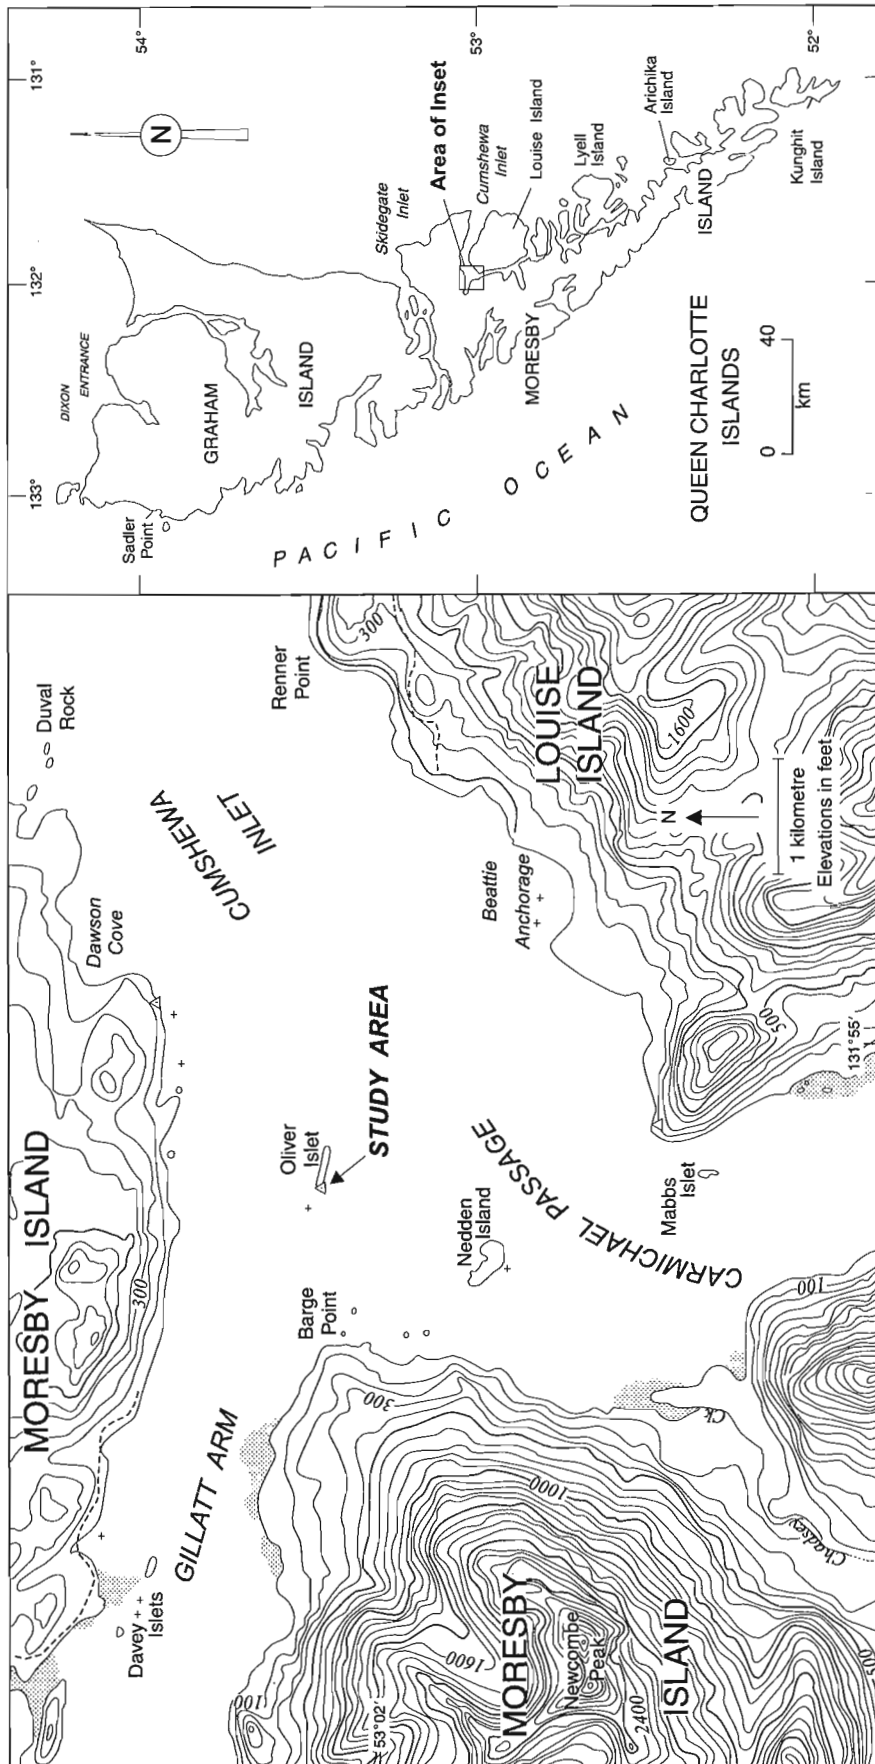 MORESBY ISLAND
Duval
Rock
Dawson
Cove
CUMSHEWA
INLET
Renner
Point
300
300
Davey
Islets
GILLATT ARM
Oliver
Islet
STUDY AREA
Barge
Point
Beattie
Anchorage
LOUISE
ISLAND
1600
N
1 kilometre
Elevations in feet
500
131°55'
Nedden
Island
CARMICHAEL PASSAGE
Mabbs
Islet
100
300
1000
100
53°02'
1600
MORESBY
ISLAND
Newcombe
Peak
2400
Chadsey
Ck
500
133°
132°
131°
54°
53°
52°
N
DIXON
ENTRANCE
Sadler
Point
GRAHAM
ISLAND
Skidegate
Inlet
Area of Inset
Cumshewa
Inlet
Louise Island
Lyell
Island
Arichika
Island
MORESBY
ISLAND
Kunghit
Island
PACIFIC OCEAN
QUEEN CHARLOTTE
ISLANDS
0 40
km